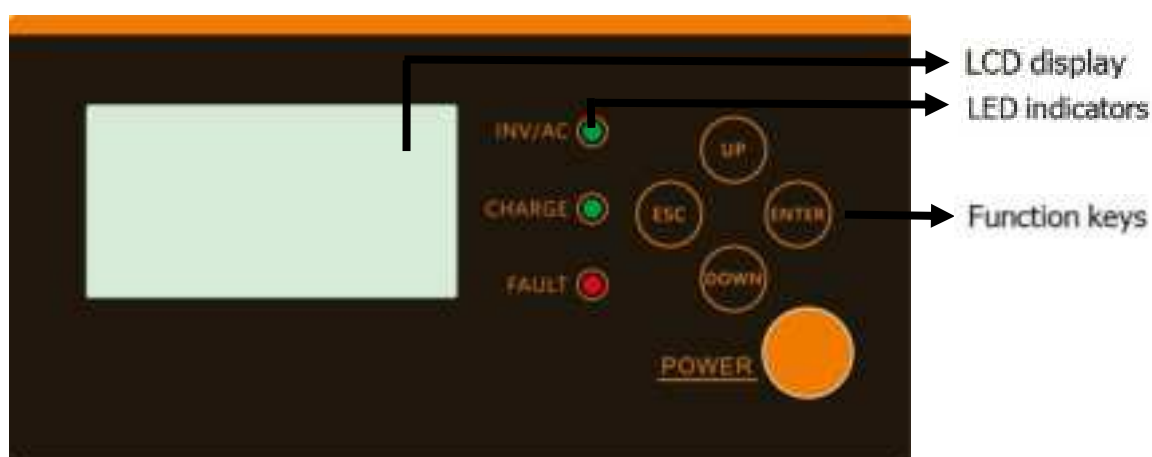 LCD display
LED indicators
INV/AC
UP
CHARGE
ESC
ENTER
Function keys
FAULT
DOWN
POWER